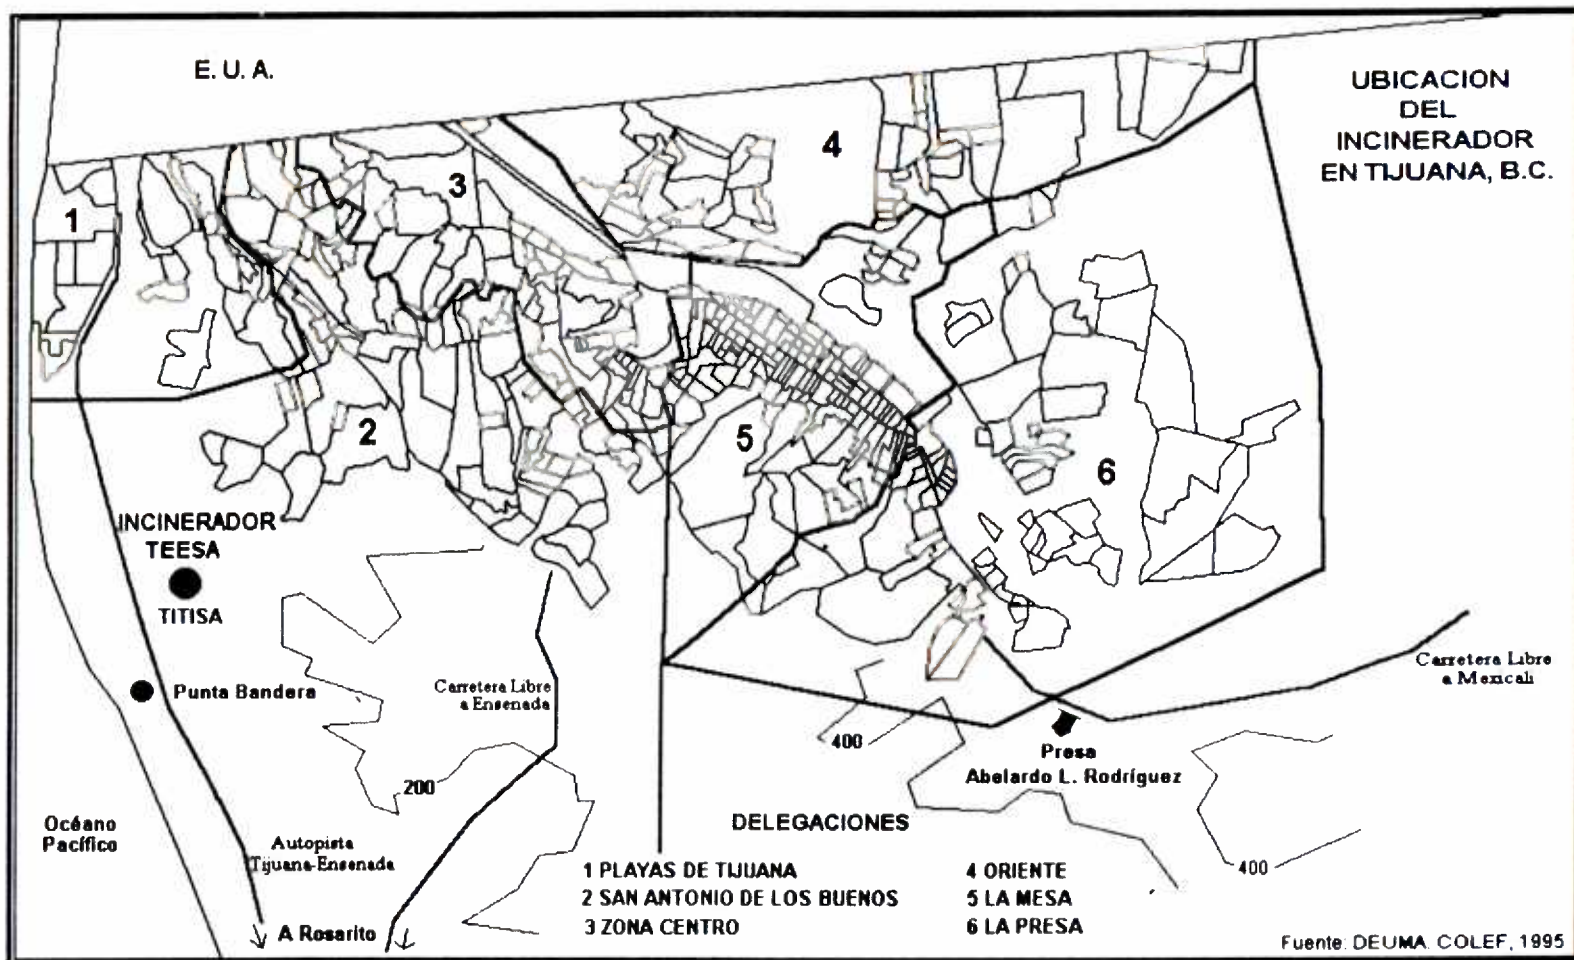 E. U. A.
UBICACION
DEL
INCINERADOR
EN TIJUANA, B.C.
1
2
3
4
5
6
INCINERADOR
TEESA
TITISA
Punta Bandera
Carretera Libre
a Ensenada
Carretera Libre
a Mexicali
400
200
Presa
Abelardo L. Rodríguez
Océano
Pacífico
Autopista
Tijuana-Ensenada
A Rosarito
400
DELEGACIONES
1 PLAYAS DE TIJUANA
2 SAN ANTONIO DE LOS BUENOS
3 ZONA CENTRO
4 ORIENTE
5 LA MESA
6 LA PRESA
Fuente: DEUMA. COLEF, 1995